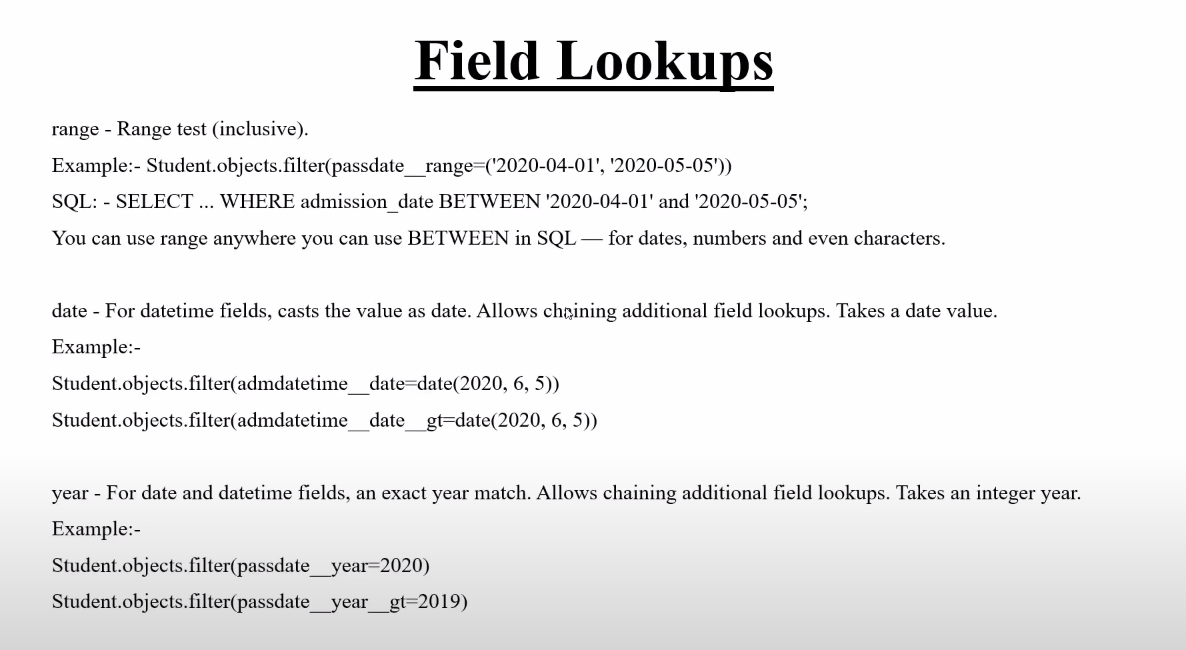 Field Lookups
range - Range test (inclusive).
Example:- Student.objects.filter(passdate__range=('2020-04-01', '2020-05-05'))
SQL: - SELECT ... WHERE admission_date BETWEEN '2020-04-01' and '2020-05-05';
You can use range anywhere you can use BETWEEN in SQL — for dates, numbers and even characters.
date - For datetime fields, casts the value as date. Allows chaining additional field lookups. Takes a date value.
Example:-
Student.objects.filter(admdatetime__date=date(2020, 6, 5))
Student.objects.filter(admdatetime__date__gt=date(2020, 6, 5))
year - For date and datetime fields, an exact year match. Allows chaining additional field lookups. Takes an integer year.
Example:-
Student.objects.filter(passdate__year=2020)
Student.objects.filter(passdate__year__gt=2019)